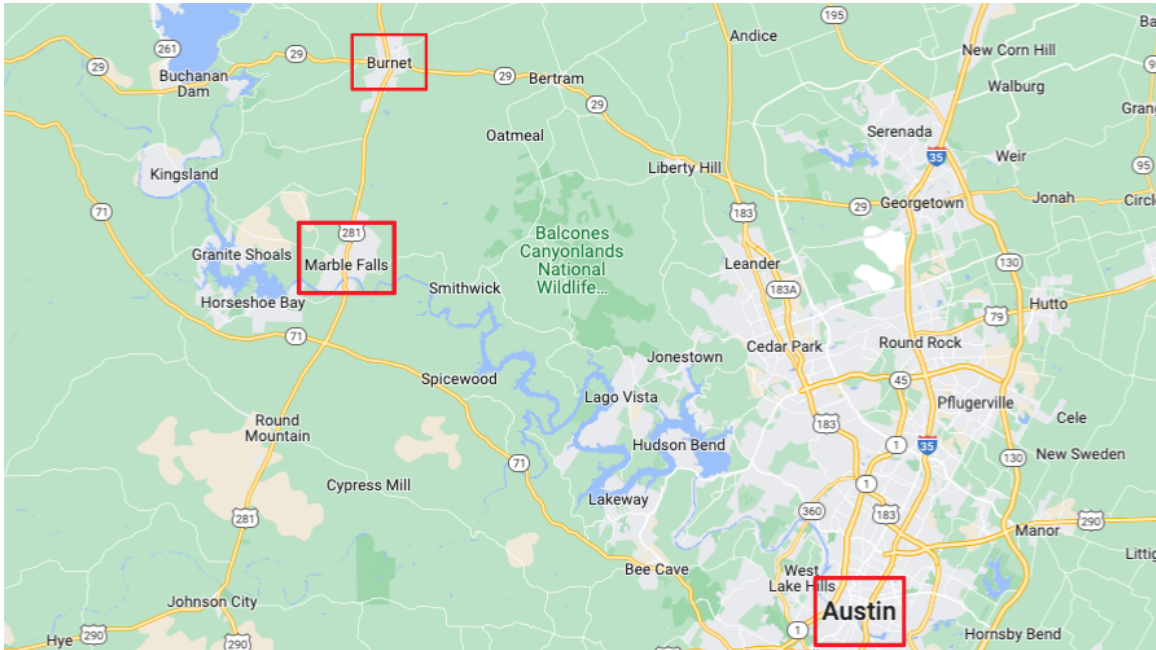 195
Ba
Andice
261
29
Burnet
New Corn Hill
29
95
Buchanan
Dam
29
Bertram
Walburg
29
Grang
Oatmeal
Serenada
35
Weir
Liberty Hill
95
Kingsland
29
Georgetown
Jonah
Circle
71
183
281
Balcones
Canyonlands
National
Wildlife...
Granite Shoals
Marble Falls
Leander
130
183A
Smithwick
Horseshoe Bay
Hutto
79
71
Cedar Park
Round Rock
Jonestown
Spicewood
45
Lago Vista
Pflugerville
Round
Mountain
183
Cele
Hudson Bend
1
35
130
New Sweden
71
Cypress Mill
1
Lakeway
360
183
281
290
Manor
Littig
Bee Cave
West
Lake Hills
Johnson City
Austin
290
Hye
290
1
Hornsby Bend